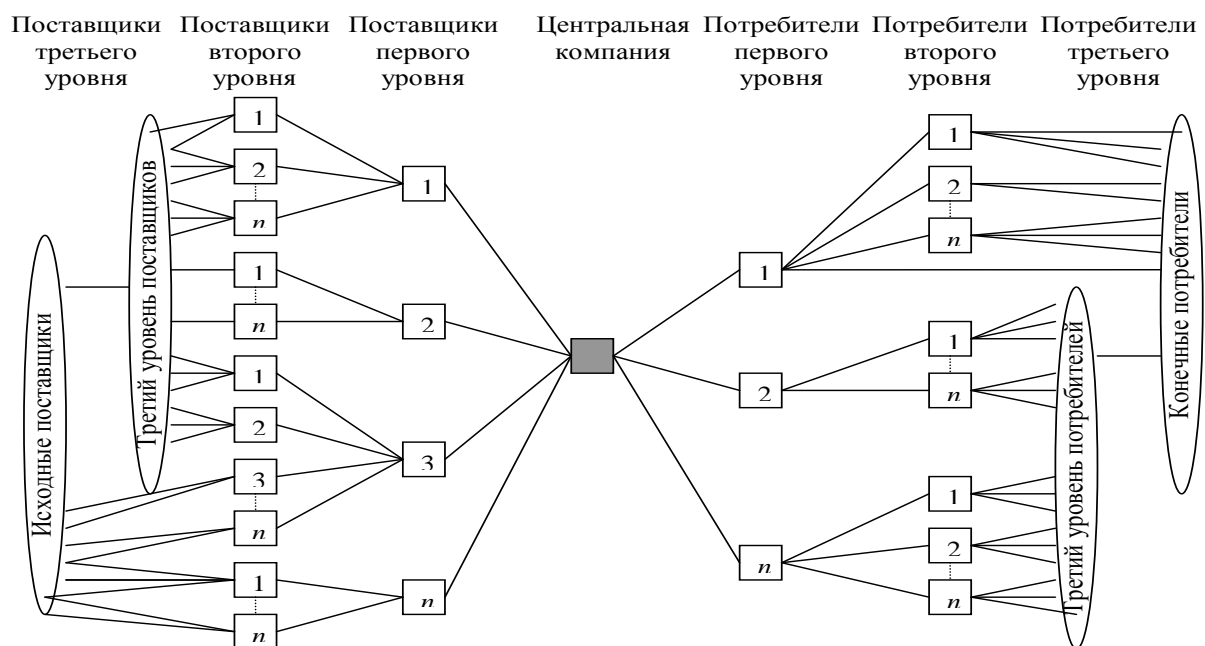 Поставщики третьего уровня
Поставщики второго уровня
Поставщики первого уровня
Центральная компания
Потребители первого уровня
Потребители второго уровня
Потребители третьего уровня
Исходные поставщики
Третий уровень поставщиков
1
2
n
1
n
1
2
3
n
1
n
1
2
3
n
1
2
n
1
2
n
1
n
1
2
n
Третий уровень потребителей
Конечные потребители